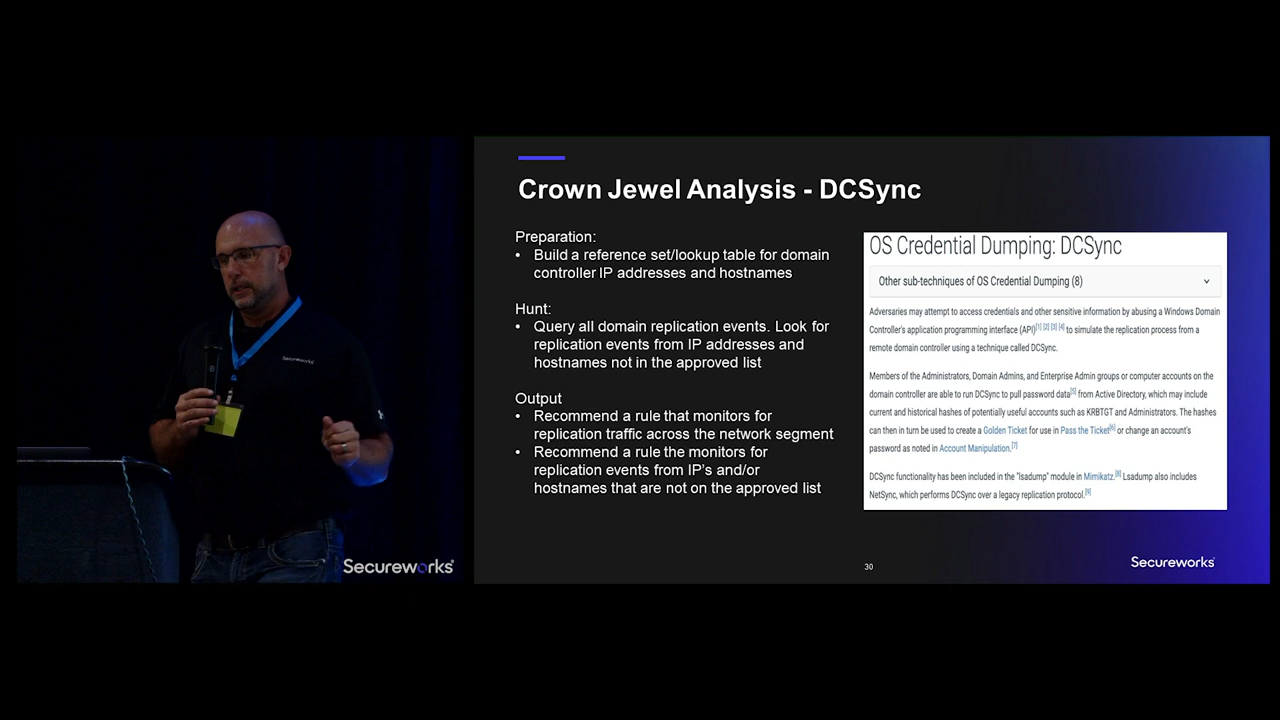 Crown Jewel Analysis - DCSync
Preparation:
• Build a reference set/lookup table for domain
controller IP addresses and hostnames
Hunt:
• Query all domain replication events. Look for
replication events from IP addresses and
hostnames not in the approved list
Output
• Recommend a rule that monitors for
replication traffic across the network segment
• Recommend a rule the monitors for
replication events from IP's and/or
hostnames that are not on the approved list
OS Credential Dumping: DCSync
Other sub-techniques of OS Credential Dumping (8)
Adversaries may attempt to access credentials and other sensitive information by abusing a Windows Domain
Controller's application programming interface (API)[1] [2] [3] [4] to simulate the replication process from a
remote domain controller using a technique called DCSync.
Members of the Administrators, Domain Admins, and Enterprise Admin groups or computer accounts on the
domain controller are able to run DCSync to pull password data[5] from Active Directory, which may include
current and historical hashes of potentially useful accounts such as KRBTGT and Administrators. The hashes
can then in turn be used to create a Golden Ticket for use in Pass the Ticket[6] or change an account's
password as noted in Account Manipulation.[7]
DCSync functionality has been included in the "lsadump" module in Mimikatz.[8] Lsadump also includes
NetSync, which performs DCSync over a legacy replication protocol.[9]
30
Secureworks
Secureworks
Secureworks